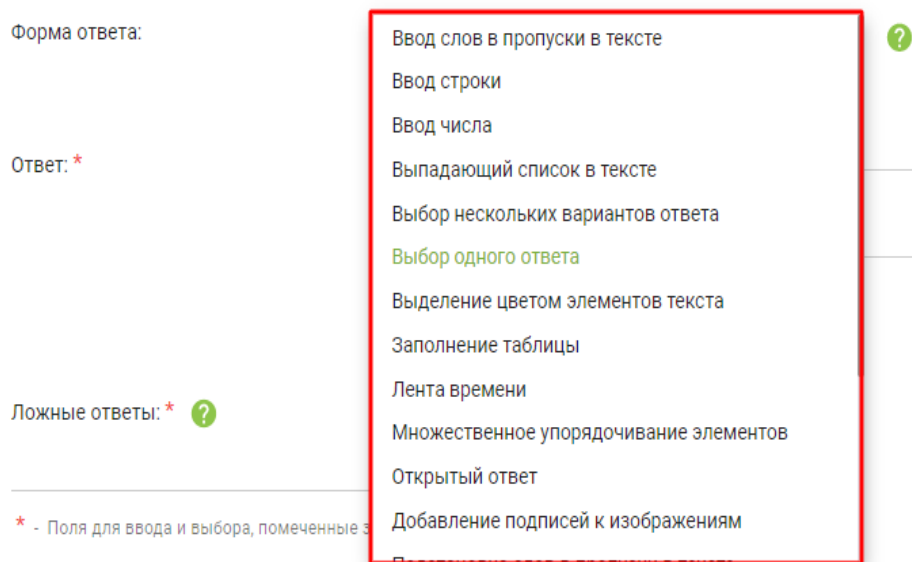 Форма ответа:
Ввод слов в пропуски в тексте
?
Ввод строки
Ввод числа
Ответ: *
Выпадающий список в тексте
Выбор нескольких вариантов ответа
Выбор одного ответа
Выделение цветом элементов текста
Заполнение таблицы
Лента времени
Ложные ответы: * ?
Множественное упорядочивание элементов
Открытый ответ
* - Поля для ввода и выбора, помеченные
Добавление подписей к изображениям